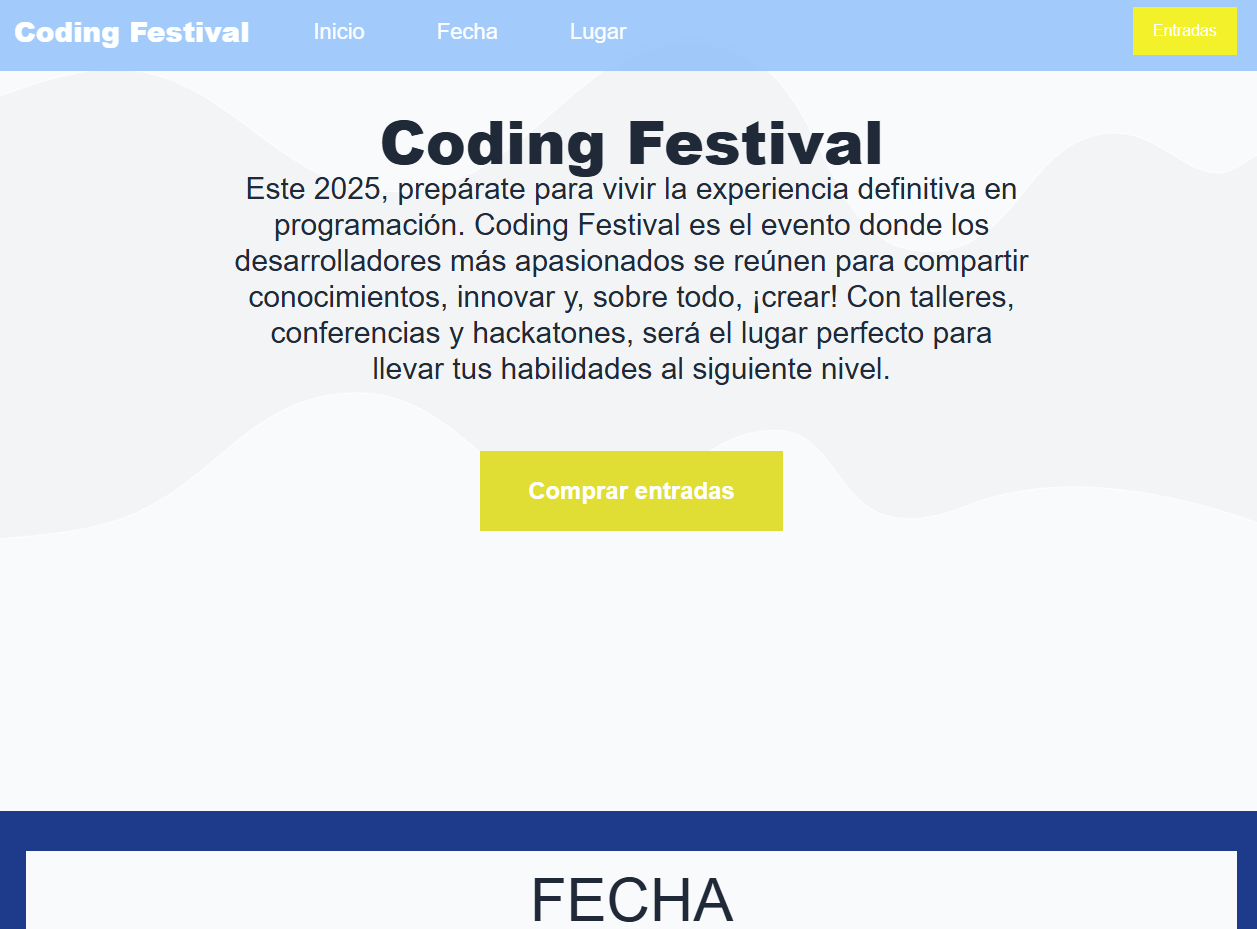 Coding Festival Inicio Fecha Lugar Entradas
Coding Festival
Este 2025, prepárate para vivir la experiencia definitiva en
programación. Coding Festival es el evento donde los
desarrolladores más apasionados se reúnen para compartir
conocimientos, innovar y, sobre todo, ¡crear! Con talleres,
conferencias y hackatones, será el lugar perfecto para
llevar tus habilidades al siguiente nivel.
Comprar entradas
FECHA